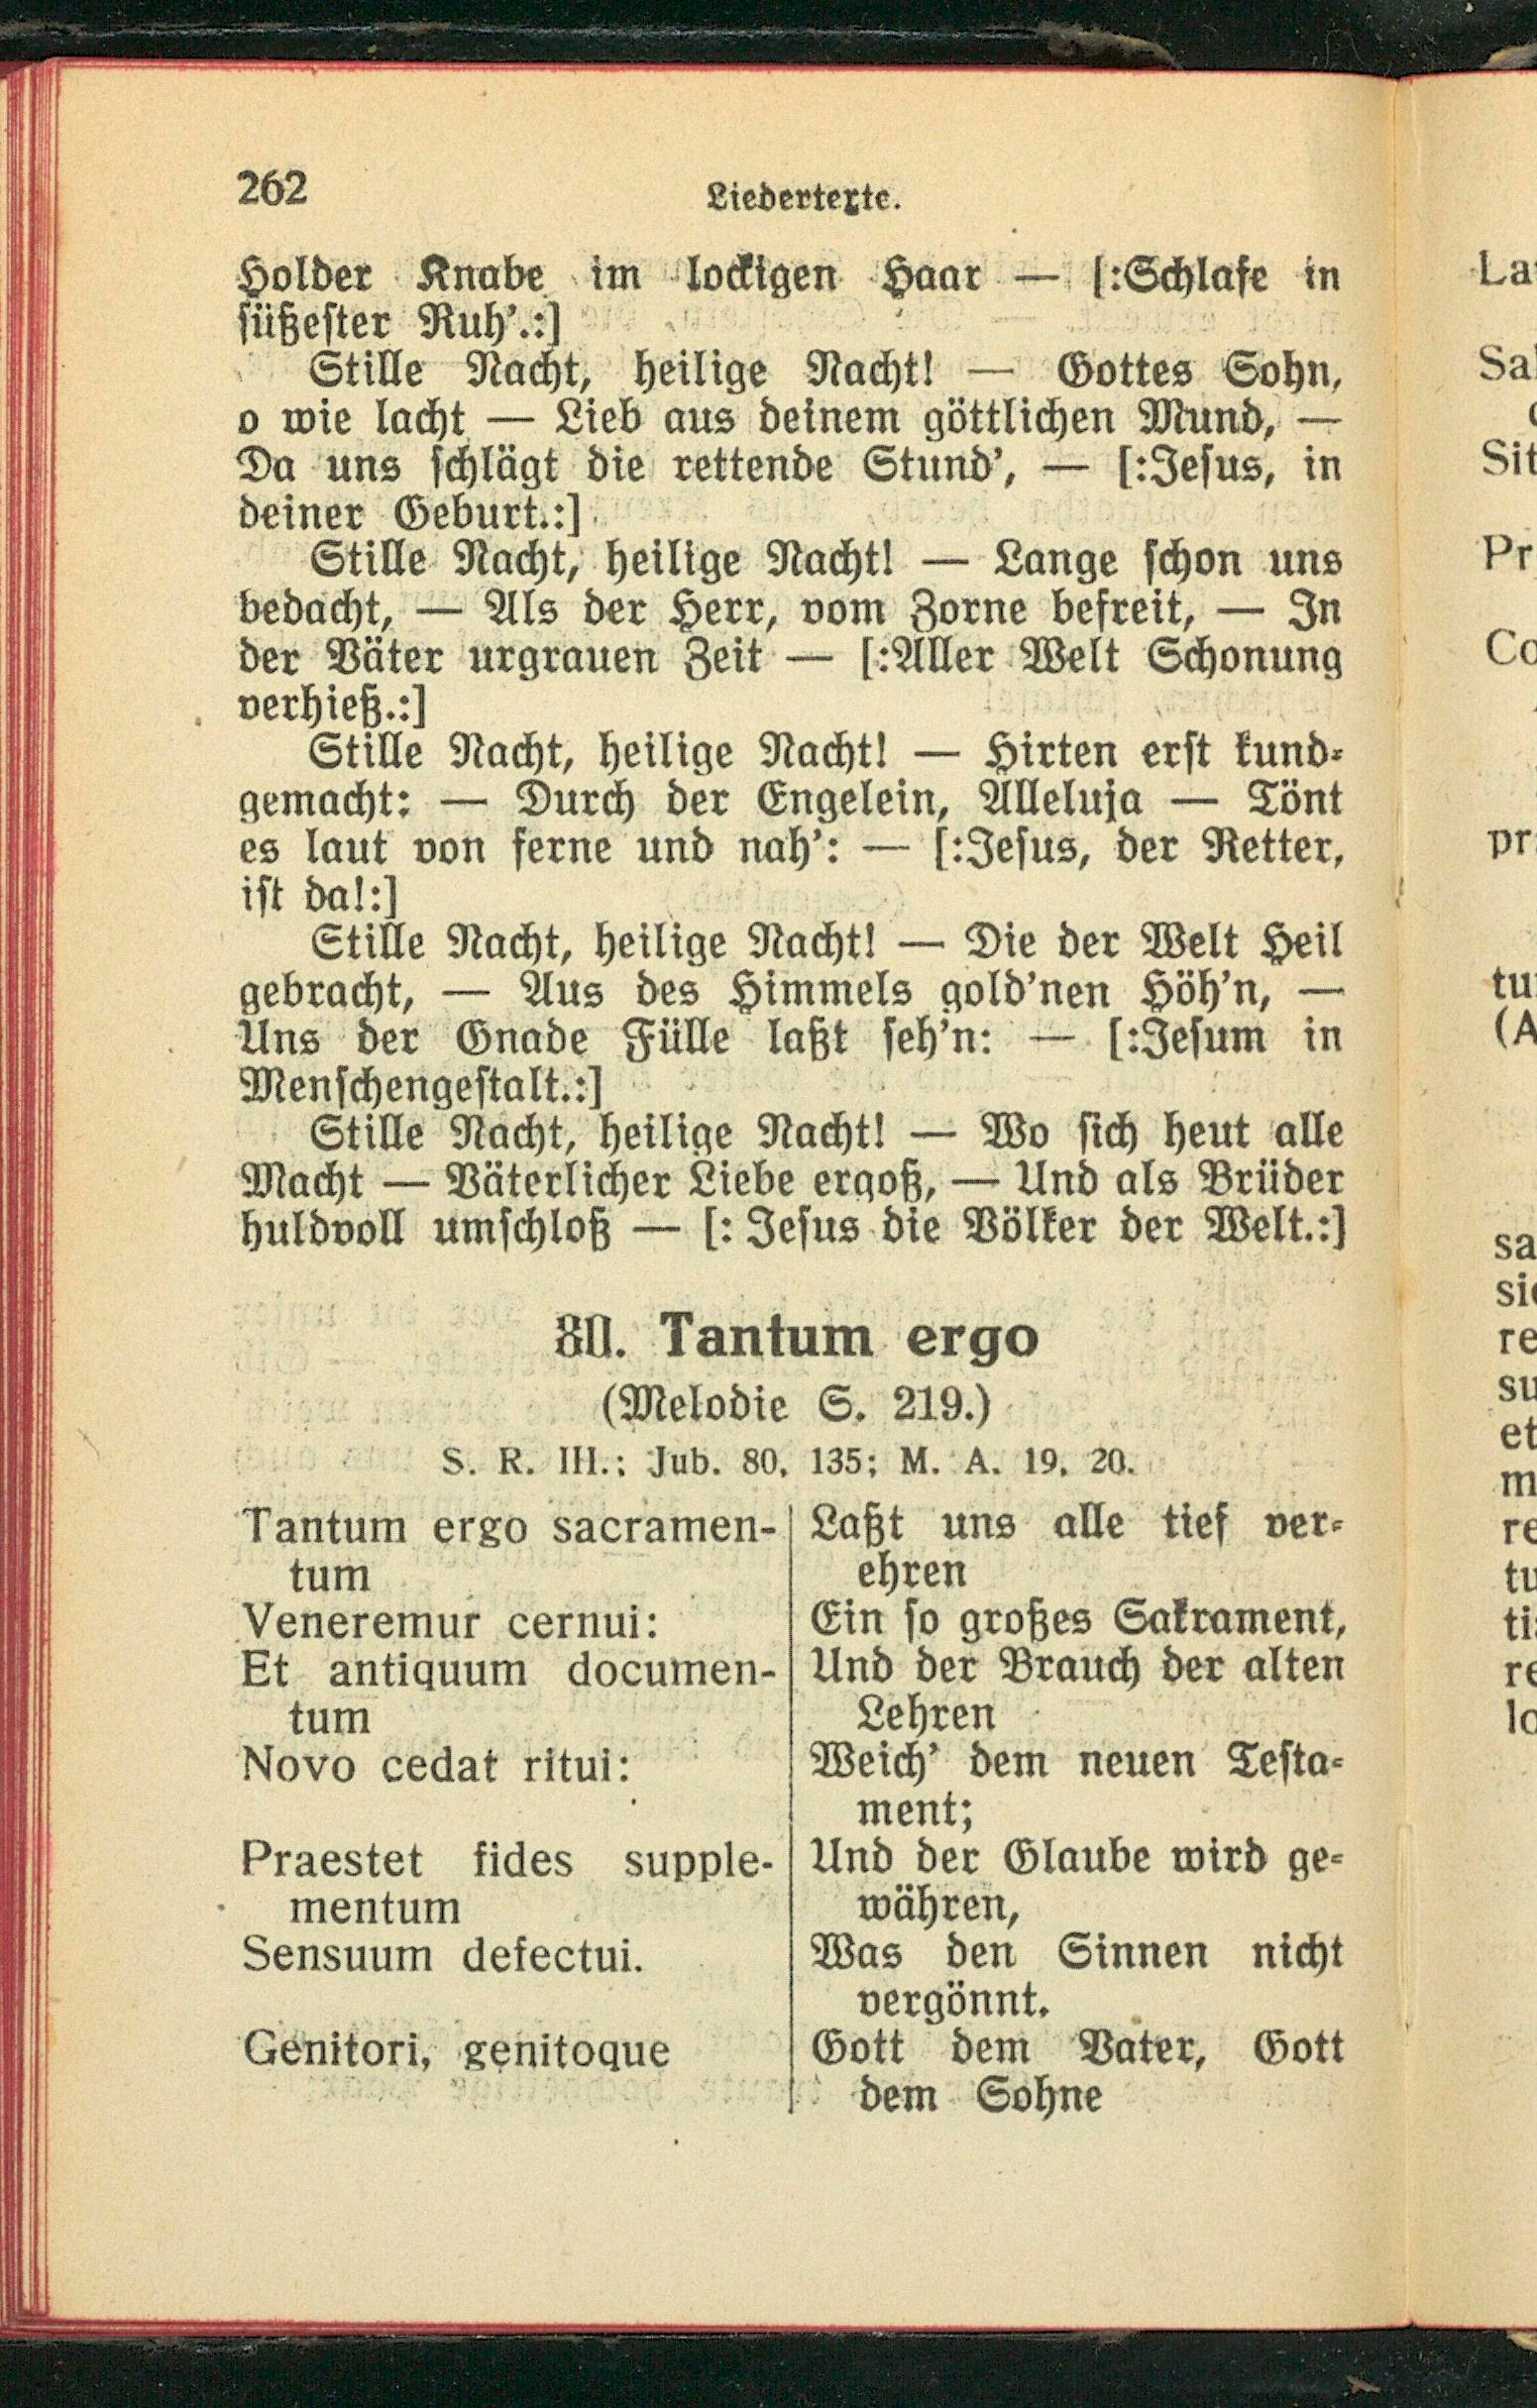 262
Liedertexte.
Holder Knabe im lockigen Haar — [:Schlafe in
süßester Ruh'.:]
Stille Nacht, heilige Nacht! — Gottes Sohn,
o wie lacht — Lieb aus deinem göttlichen Mund, —
Da uns schlägt die rettende Stund', — [:Jesus, in
deiner Geburt.:]
Stille Nacht, heilige Nacht! — Lange schon uns
bedacht, — Als der Herr, vom Zorne befreit, — In
der Väter urgrauen Zeit — [:Aller Welt Schonung
verhieß.:]
Stille Nacht, heilige Nacht! — Hirten erst kund-
gemacht: — Durch der Engelein, Alleluja — Tönt
es laut von ferne und nah': — [:Jesus, der Retter,
ist da!:]
Stille Nacht, heilige Nacht! — Die der Welt Heil
gebracht, — Aus des Himmels gold'nen Höh'n, —
Uns der Gnade Fülle laßt seh'n: — [:Jesum in
Menschengestalt.:]
Stille Nacht, heilige Nacht! — Wo sich heut alle
Macht — Väterlicher Liebe ergoß, — Und als Brüder
huldvoll umschloß — [: Jesus die Völker der Welt.:]
80. Tantum ergo
(Melodie S. 219.)
S. R. III.; Jub. 80, 135; M. A. 19, 20.
Tantum ergo sacramen-
tum
Veneremur cernui:
Et antiquum documen-
tum
Novo cedat ritui:
Praestet fides supple-
mentum
Sensuum defectui.
Genitori, genitoque
Laßt uns alle tief ver-
ehren
Ein so großes Sakrament,
Und der Brauch der alten
Lehren
Weich' dem neuen Testa-
ment;
Und der Glaube wird ge-
währen,
Was den Sinnen nicht
vergönnt.
Gott dem Vater, Gott
dem Sohne